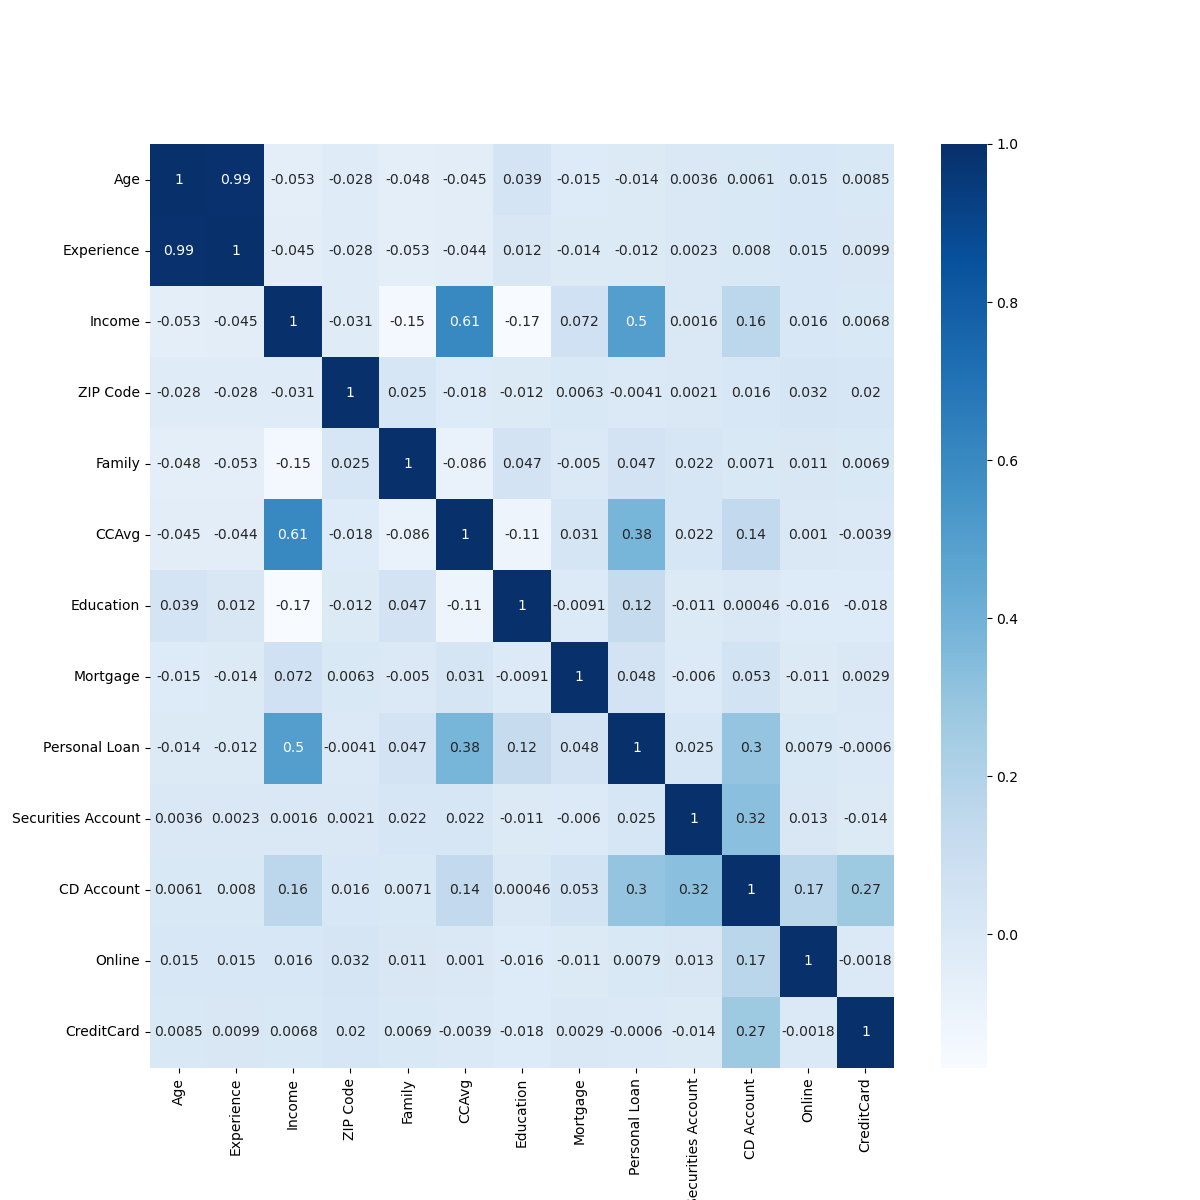 1.0
Age 1 0.99 -0.053 -0.028 -0.048 -0.045 0.039 -0.015 -0.014 0.0036 0.0061 0.015 0.0085
Experience 0.99 1 -0.045 -0.028 -0.053 -0.044 0.012 -0.014 -0.012 0.0023 0.008 0.015 0.0099
0.8
Income -0.053 -0.045 1 -0.031 -0.15 0.61 -0.17 0.072 0.5 0.0016 0.16 0.016 0.0068
ZIP Code -0.028 -0.028 -0.031 1 0.025 -0.018 -0.012 0.0063 -0.0041 0.0021 0.016 0.032 0.02
0.6
Family -0.048 -0.053 -0.15 0.025 1 -0.086 0.047 -0.005 0.047 0.022 0.0071 0.011 0.0069
CCAvg -0.045 -0.044 0.61 -0.018 -0.086 1 -0.11 0.031 0.38 0.022 0.14 0.001 -0.0039
Education 0.039 0.012 -0.17 -0.012 0.047 -0.11 1 -0.0091 0.12 -0.011 0.00046 -0.016 -0.018
0.4
Mortgage -0.015 -0.014 0.072 0.0063 -0.005 0.031 -0.0091 1 0.048 -0.006 0.053 -0.011 0.0029
Personal Loan -0.014 -0.012 0.5 -0.0041 0.047 0.38 0.12 0.048 1 0.025 0.3 0.0079 -0.0006
0.2
Securities Account 0.0036 0.0023 0.0016 0.0021 0.022 0.022 -0.011 -0.006 0.025 1 0.32 0.013 -0.014
CD Account 0.0061 0.008 0.16 0.016 0.0071 0.14 0.00046 0.053 0.3 0.32 1 0.17 0.27
0.0
Online 0.015 0.015 0.016 0.032 0.011 0.001 -0.016 -0.011 0.0079 0.013 0.17 1 -0.0018
CreditCard 0.0085 0.0099 0.0068 0.02 0.0069 -0.0039 -0.018 0.0029 -0.0006 -0.014 0.27 -0.0018 1
Age
Experience
Income
ZIP Code
Family
CCAvg
Education
Mortgage
Personal Loan
ecurities Account
CD Account
Online
CreditCard